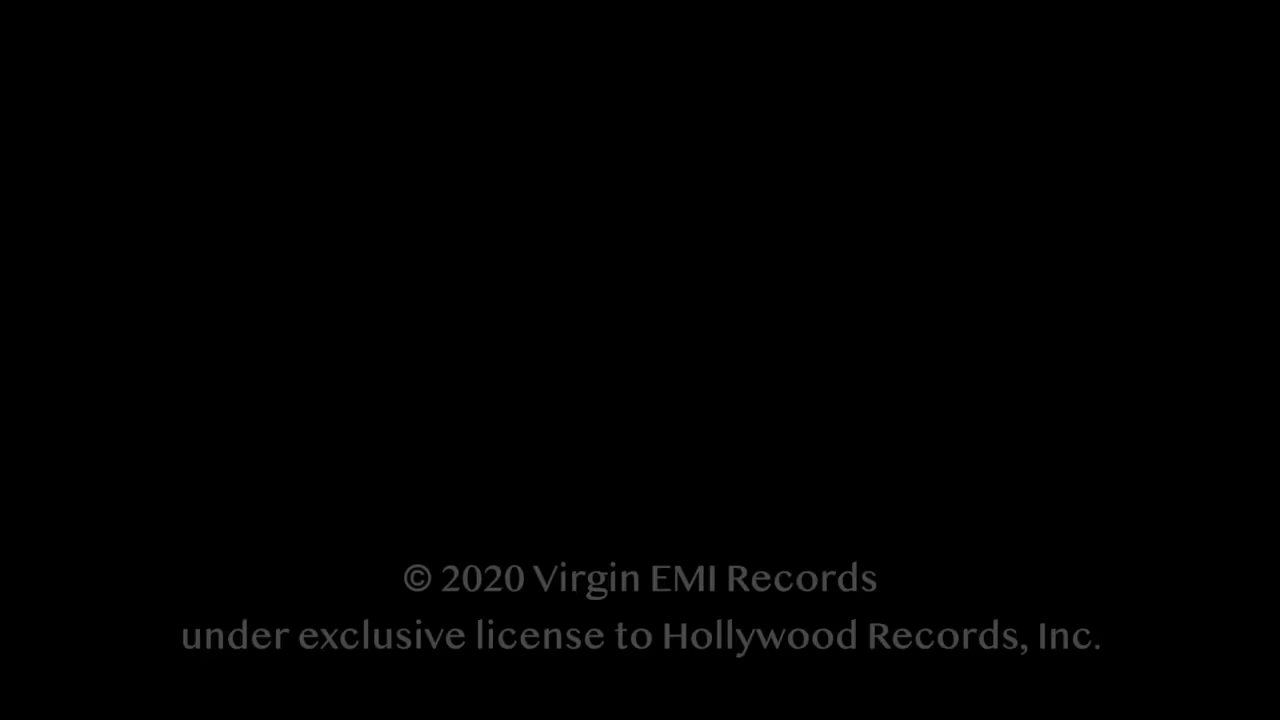 © 2020 Virgin EMI Records
under exclusive license to Hollywood Records, Inc.